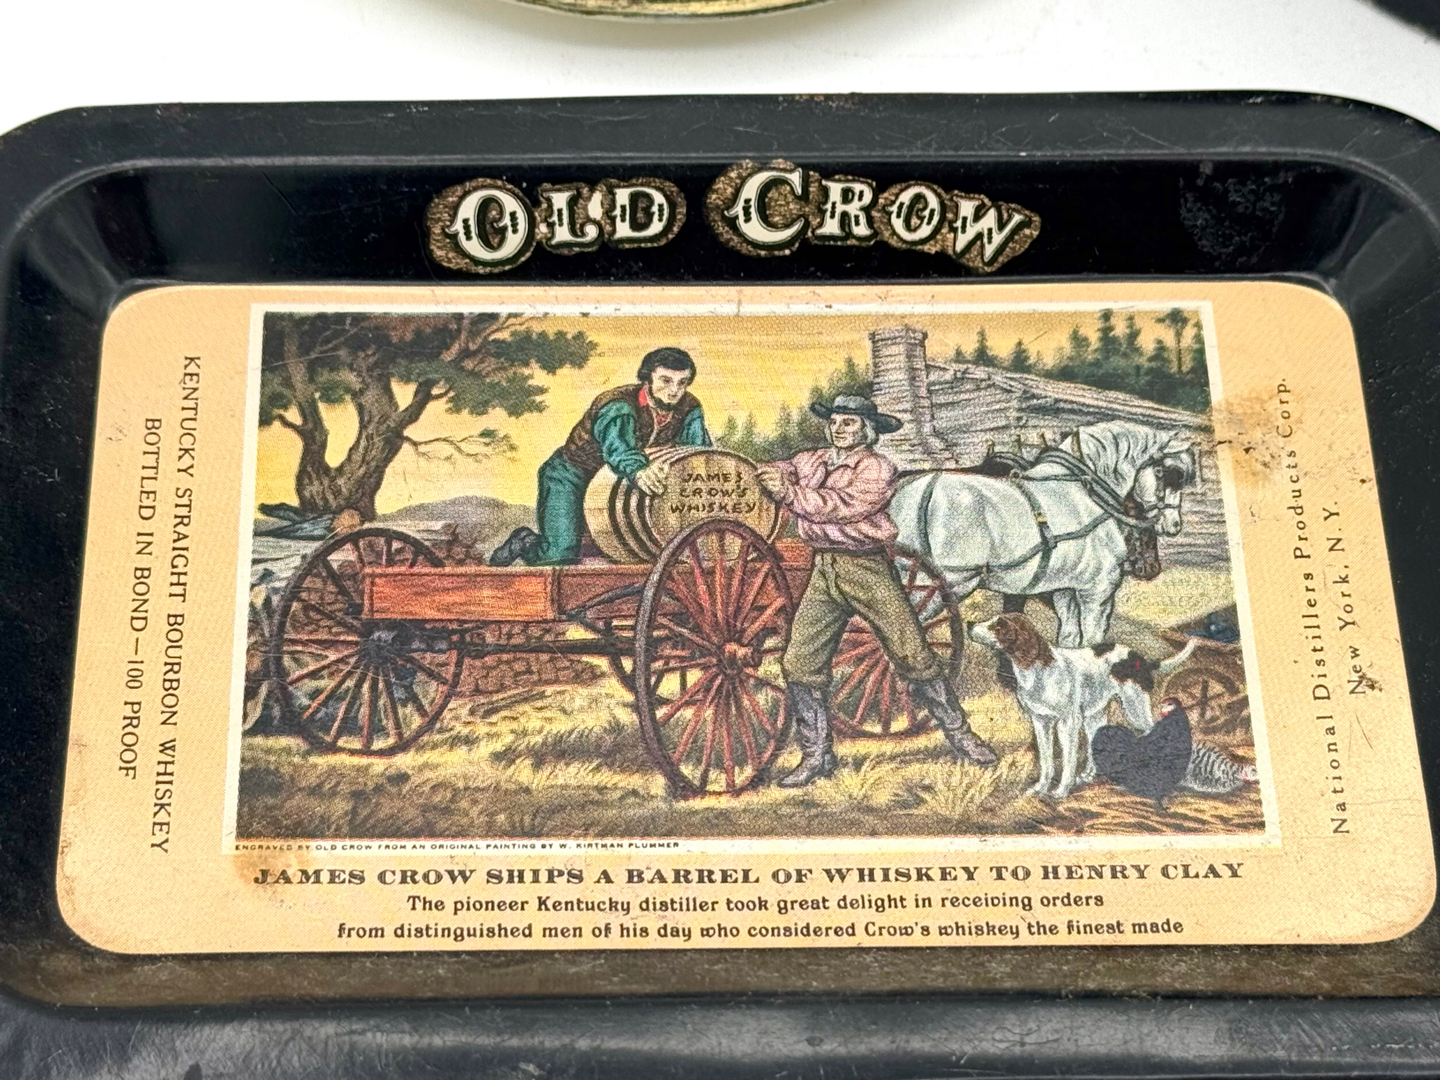 OLD CROW
KENTUCKY STRAIGHT BOURBON WHISKEY
BOTTLED IN BOND—100 PROOF
JAMES
CROW'S
WHISKEY
National Distillers Products Corp.
New York, N. Y.
ENGRAVED BY OLD CROW FROM AN ORIGINAL PAINTING BY W. KIRTMAN PLUMMER
JAMES CROW SHIPS A BARREL OF WHISKEY TO HENRY CLAY
The pioneer Kentucky distiller took great delight in receiving orders
from distinguished men of his day who considered Crow's whiskey the finest made